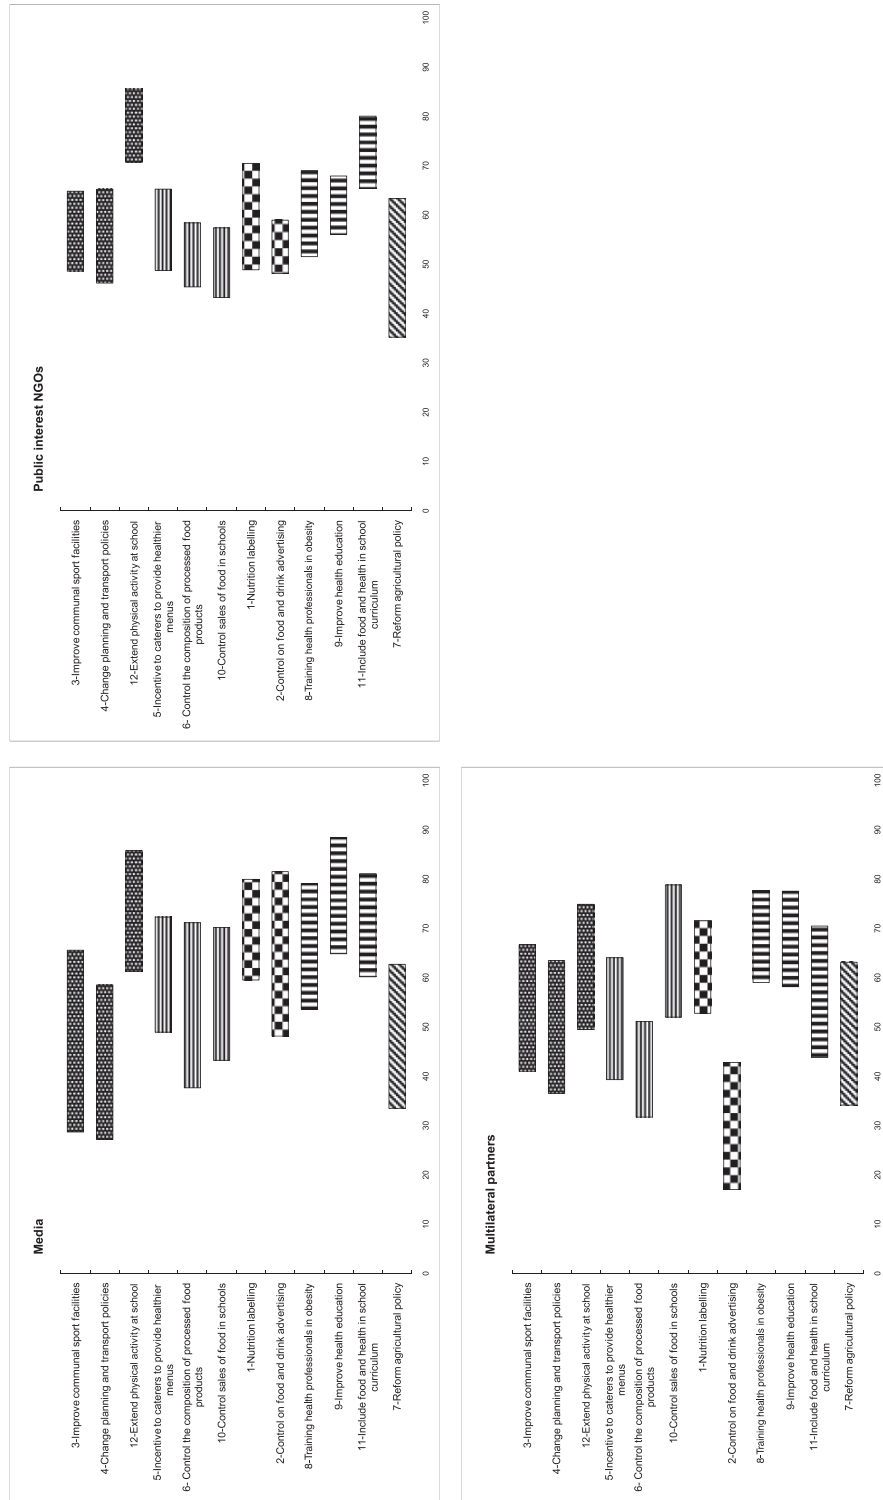 Media
3-Improve communal sport facilities
4-Change planning and transport policies
12-Extend physical activity at school
5-Incentive to caterers to provide healthier
menus
6- Control the composition of processed food
products
10-Control sales of food in schools
1-Nutrition labelling
2-Control on food and drink advertising
8-Training health professionals in obesity
9-Improve health education
11-Include food and health in school
curriculum
7-Reform agricultural policy
0 10 20 30 40 50 60 70 80 90 100
Public interest NGOs
3-Improve communal sport facilities
4-Change planning and transport policies
12-Extend physical activity at school
5-Incentive to caterers to provide healthier
menus
6- Control the composition of processed food
products
10-Control sales of food in schools
1-Nutrition labelling
2-Control on food and drink advertising
8-Training health professionals in obesity
9-Improve health education
11-Include food and health in school
curriculum
7-Reform agricultural policy
0 10 20 30 40 50 60 70 80 90 100
Multilateral partners
3-Improve communal sport facilities
4-Change planning and transport policies
12-Extend physical activity at school
5-Incentive to caterers to provide healthier
menus
6- Control the composition of processed food
products
10-Control sales of food in schools
1-Nutrition labelling
2-Control on food and drink advertising
8-Training health professionals in obesity
9-Improve health education
11-Include food and health in school
curriculum
7-Reform agricultural policy
0 10 20 30 40 50 60 70 80 90 100